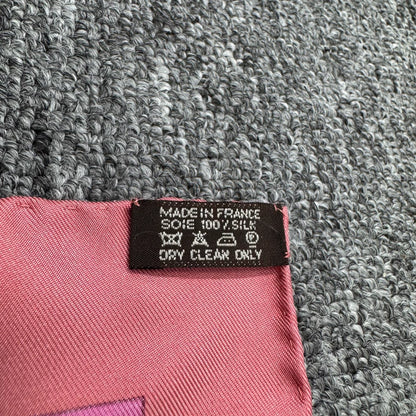 MADE IN FRANCE
SOIE 100% SILK
P
DRY CLEAN ONLY